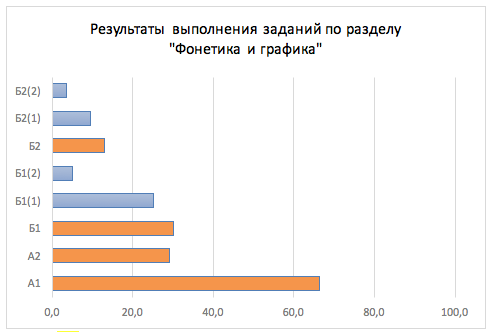 Результаты выполнения заданий по разделу
"Фонетика и графика"
Б2(2)
Б2(1)
Б2
Б1(2)
Б1(1)
Б1
А2
А1
0,0 20,0 40,0 60,0 80,0 100,0